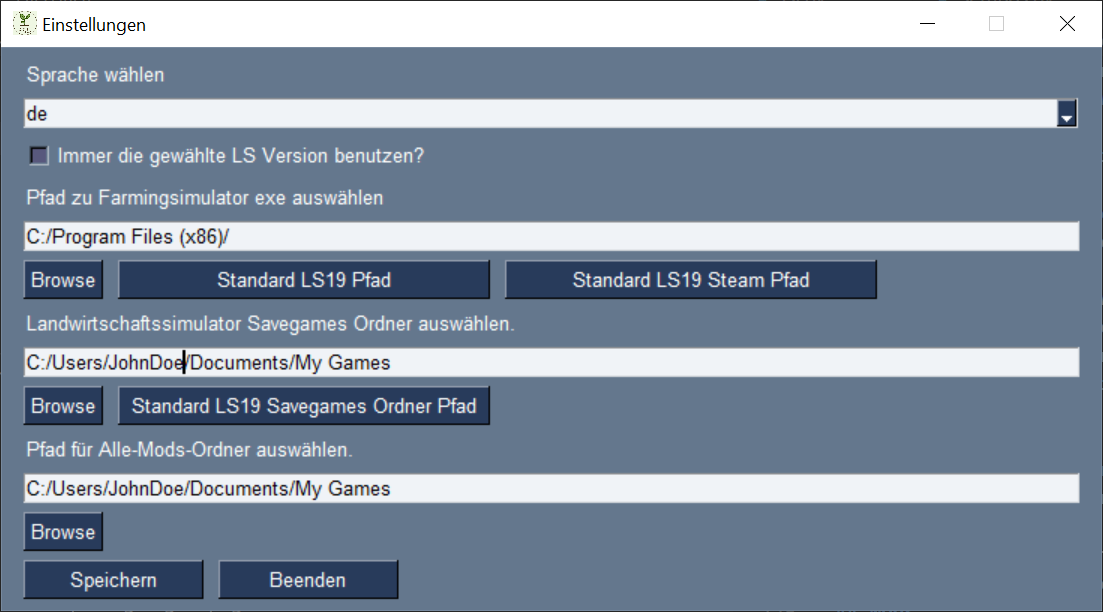 Einstellungen
Sprache wählen
de
Immer die gewählte LS Version benutzen?
Pfad zu Farmingsimulator exe auswählen
C:/Program Files (x86)/
Browse Standard LS19 Pfad Standard LS19 Steam Pfad
Landwirtschaftssimulator Savegames Ordner auswählen.
C:/Users/JohnDoe/Documents/My Games
Browse Standard LS19 Savegames Ordner Pfad
Pfad für Alle-Mods-Ordner auswählen.
C:/Users/JohnDoe/Documents/My Games
Browse
Speichern Beenden